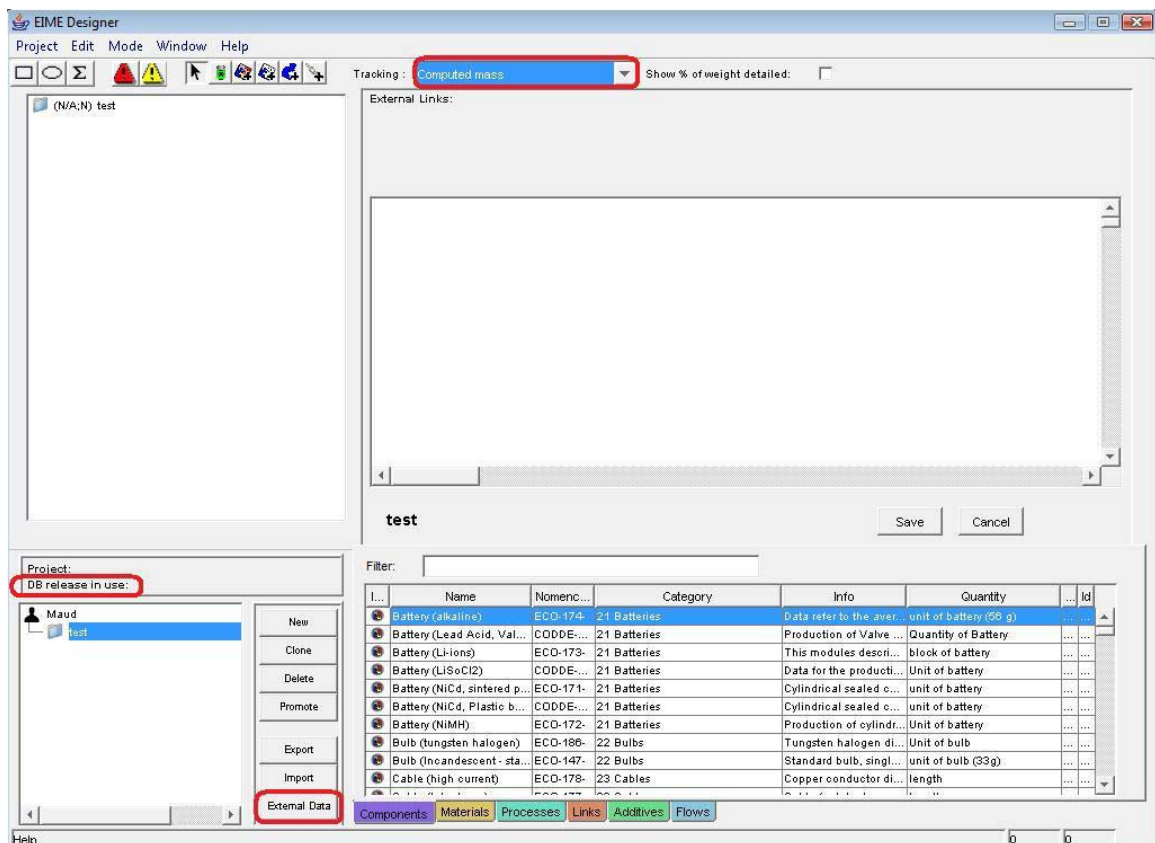 EIME Designer
Project Edit Mode Window Help
Tracking : Computed mass Show % of weight detailed:
(N/A;N) test
External Links:
test
Save Cancel
Project:
DB release in use:
Maud
test
New
Clone
Delete
Promote
Export
Import
External Data
Filter:
I... Name Nomenc... Category Info Quantity ... Id
Battery (alkaline) ECO-174- 21 Batteries Data refer to the aver... unit of battery (56 g) ... ...
Battery (Lead Acid, Val... CODDE-... 21 Batteries Production of Valve ... Quantity of Battery ... ...
Battery (Li-ions) ECO-173- 21 Batteries This modules descri... block of battery ... ...
Battery (LiSoCl2) CODDE-... 21 Batteries Data for the producti... Unit of battery ... ...
Battery (NiCd, sintered p... ECO-171- 21 Batteries Cylindrical sealed c... unit of battery ... ...
Battery (NiCd, Plastic b... CODDE-... 21 Batteries Cylindrical sealed c... unit of battery ... ...
Battery (NiMH) ECO-172- 21 Batteries Production of cylindr... Unit of battery ... ...
Bulb (tungsten halogen) ECO-186- 22 Bulbs Tungsten halogen di... Unit of bulb ... ...
Bulb (Incandescent - sta... ECO-147- 22 Bulbs Standard bulb, singl... unit of bulb (33g) ... ...
Cable (high current) ECO-178- 23 Cables Copper conductor di... length ... ...
Components Materials Processes Links Additives Flows
Help 0 0